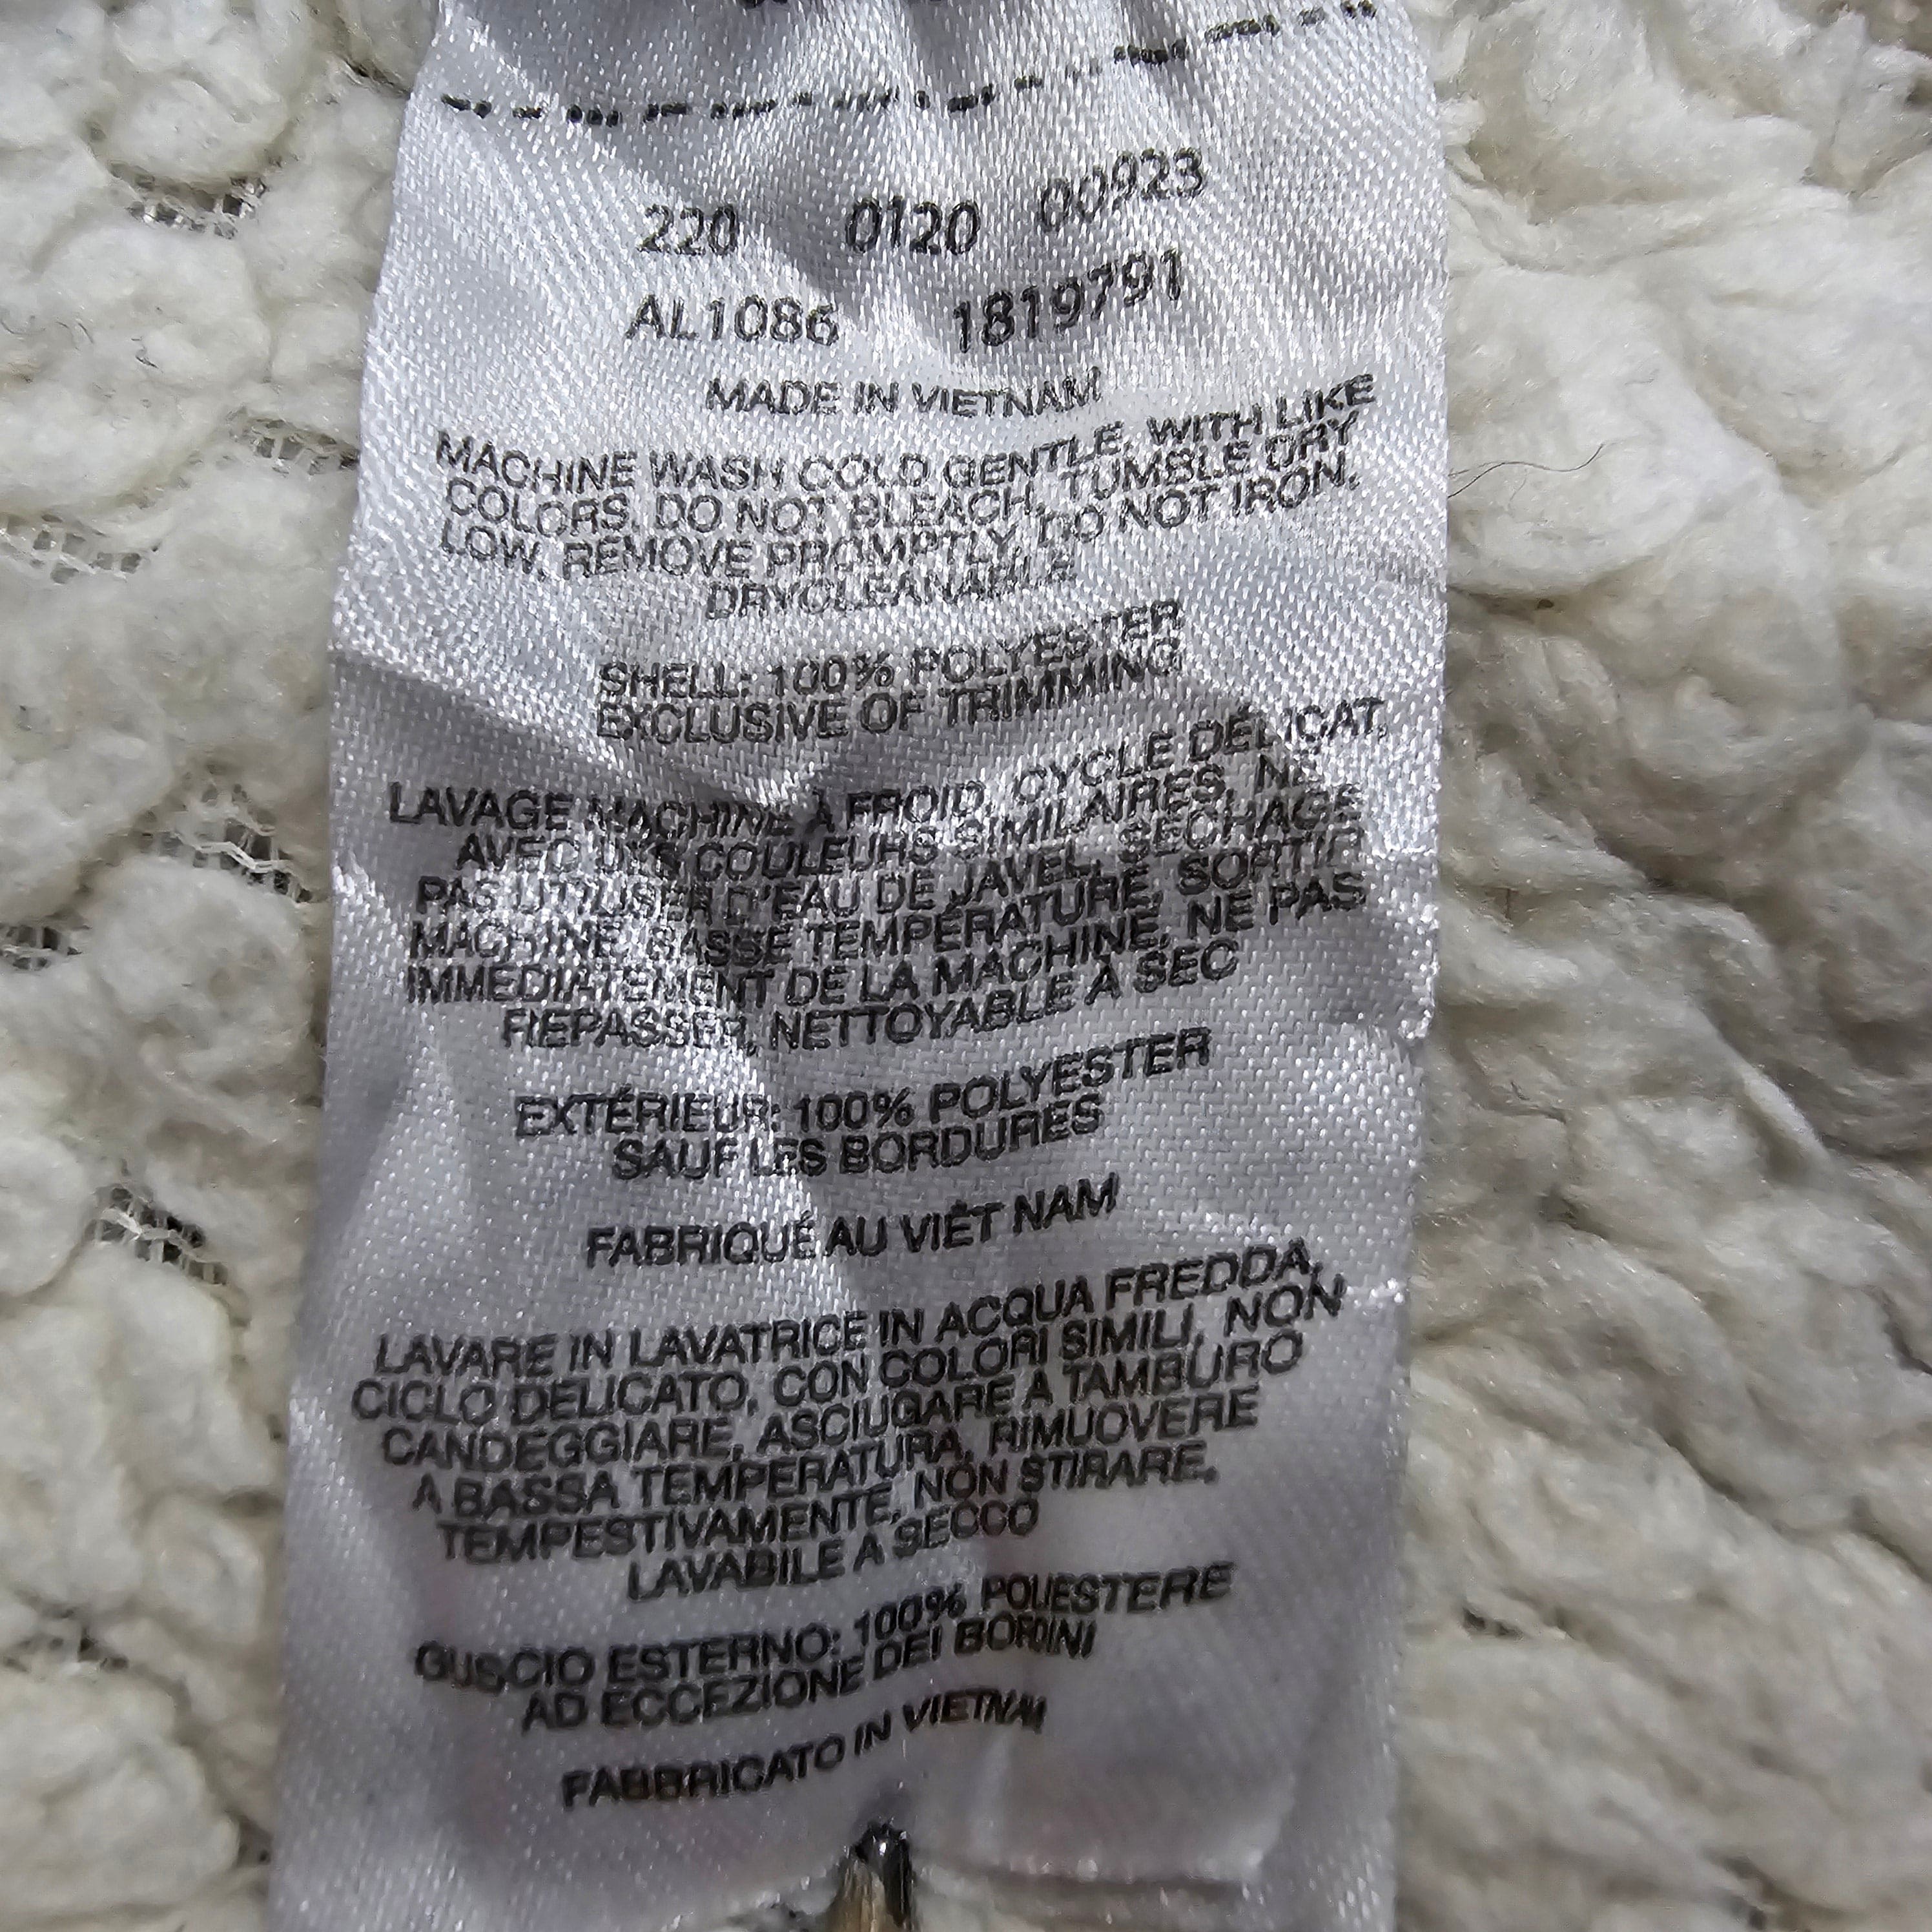 220 0120 00923
AL1086 1819791
MADE IN VIETNAM
MACHINE WASH COLD GENTLE, WITH LIKE
COLORS, DO NOT BLEACH, TUMBLE DRY
LOW, REMOVE PROMPTLY, DO NOT IRON,
DRYCLEANABLE
SHELL: 100% POLYESTER
EXCLUSIVE OF TRIMMING
LAVAGE MACHINE À FROID, CYCLE DÉLICAT,
AVEC DES COULEURS SIMILAIRES, NE
PAS UTILISER D'EAU DE JAVEL, SÉCHAGE
MACHINE, BASSE TEMPÉRATURE, SORTIR
IMMÉDIATEMENT DE LA MACHINE, NE PAS
REPASSER, NETTOYABLE À SEC
EXTÉRIEUR: 100% POLYESTER
SAUF LES BORDURES
FABRIQUÉ AU VIÊT NAM
LAVARE IN LAVATRICE IN ACQUA FREDDA,
CICLO DELICATO, CON COLORI SIMILI, NON
CANDEGGIARE, ASCIUGARE A TAMBURO
A BASSA TEMPERATURA, RIMUOVERE
TEMPESTIVAMENTE, NON STIRARE,
LAVABILE A SECCO
GUSCIO ESTERNO: 100% POLIESTERE
AD ECCEZIONE DEI BORDINI
FABBRICATO IN VIETNAM